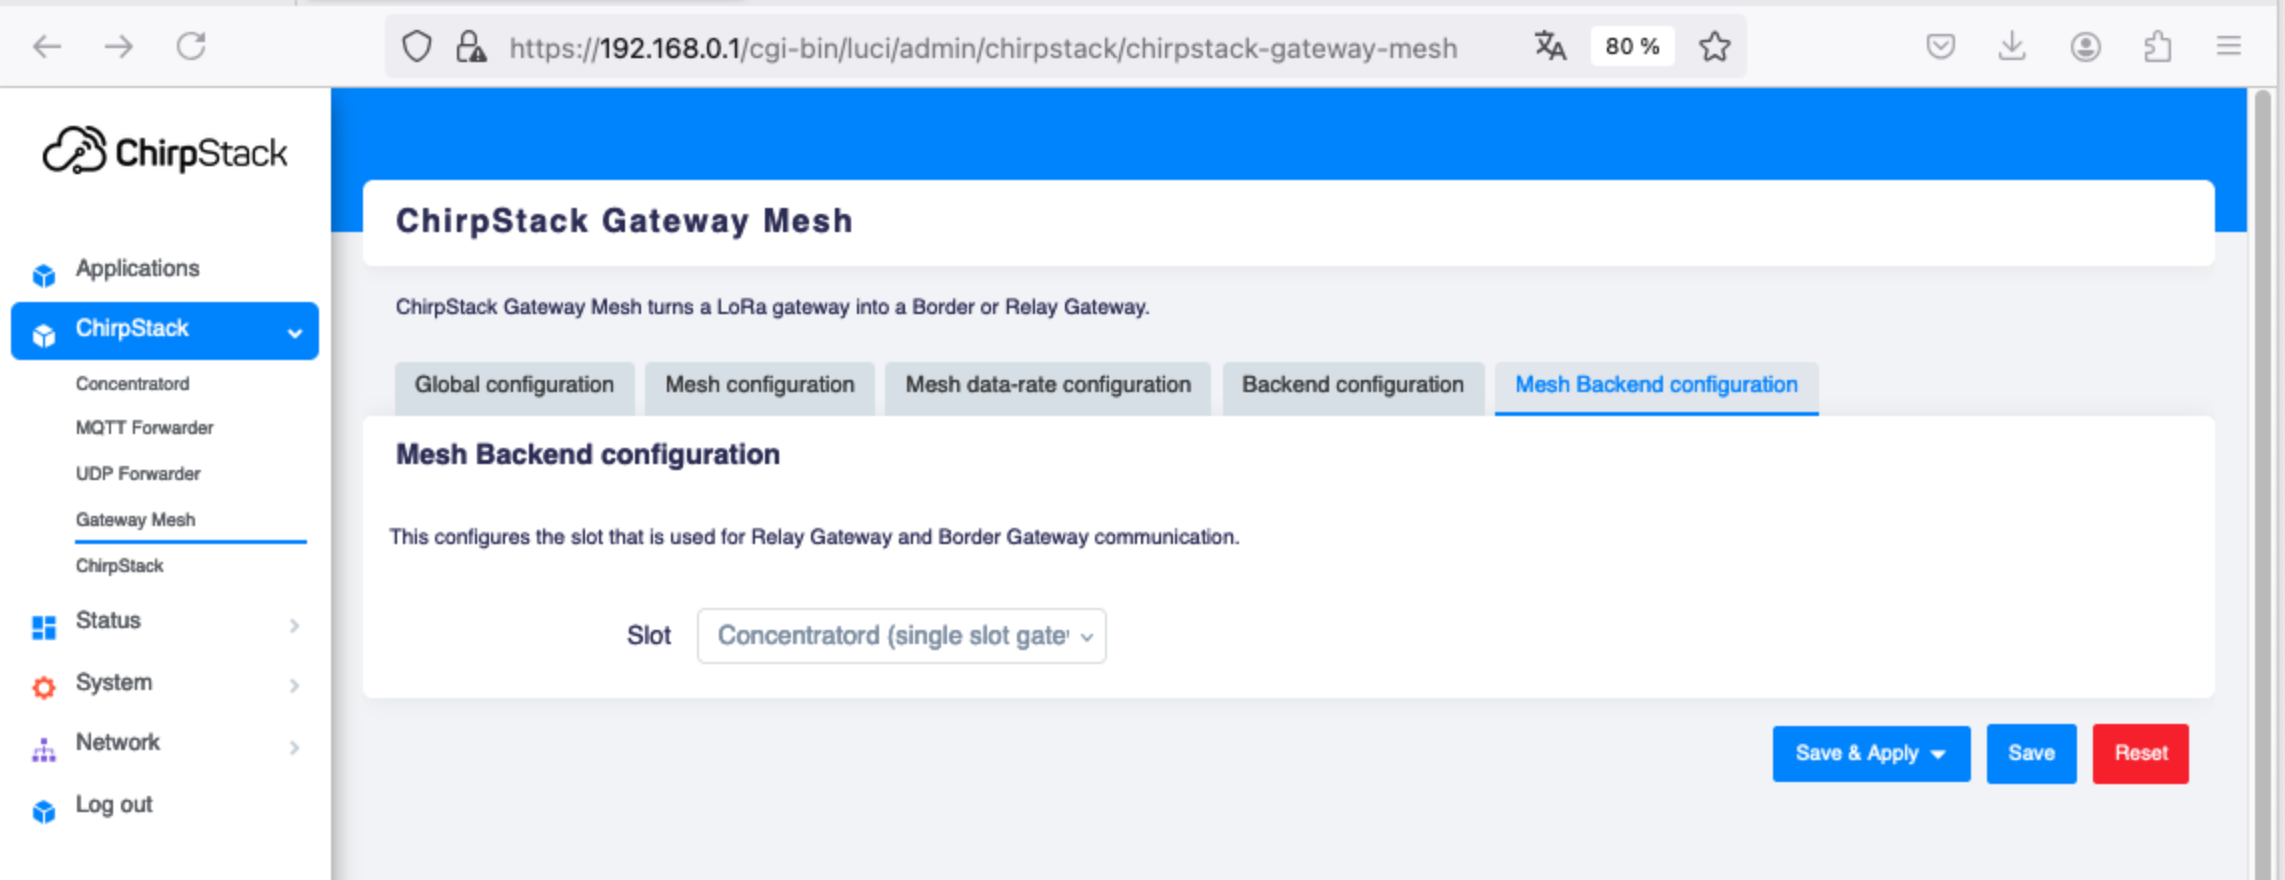 https://192.168.0.1/cgi-bin/luci/admin/chirpstack/chirpstack-gateway-mesh
80 %
ChirpStack
Applications
ChirpStack
Concentratord
MQTT Forwarder
UDP Forwarder
Gateway Mesh
ChirpStack
Status
System
Network
Log out
ChirpStack Gateway Mesh
ChirpStack Gateway Mesh turns a LoRa gateway into a Border or Relay Gateway.
Global configuration
Mesh configuration
Mesh data-rate configuration
Backend configuration
Mesh Backend configuration
Mesh Backend configuration
This configures the slot that is used for Relay Gateway and Border Gateway communication.
Slot
Concentratord (single slot gate
Save & Apply
Save
Reset